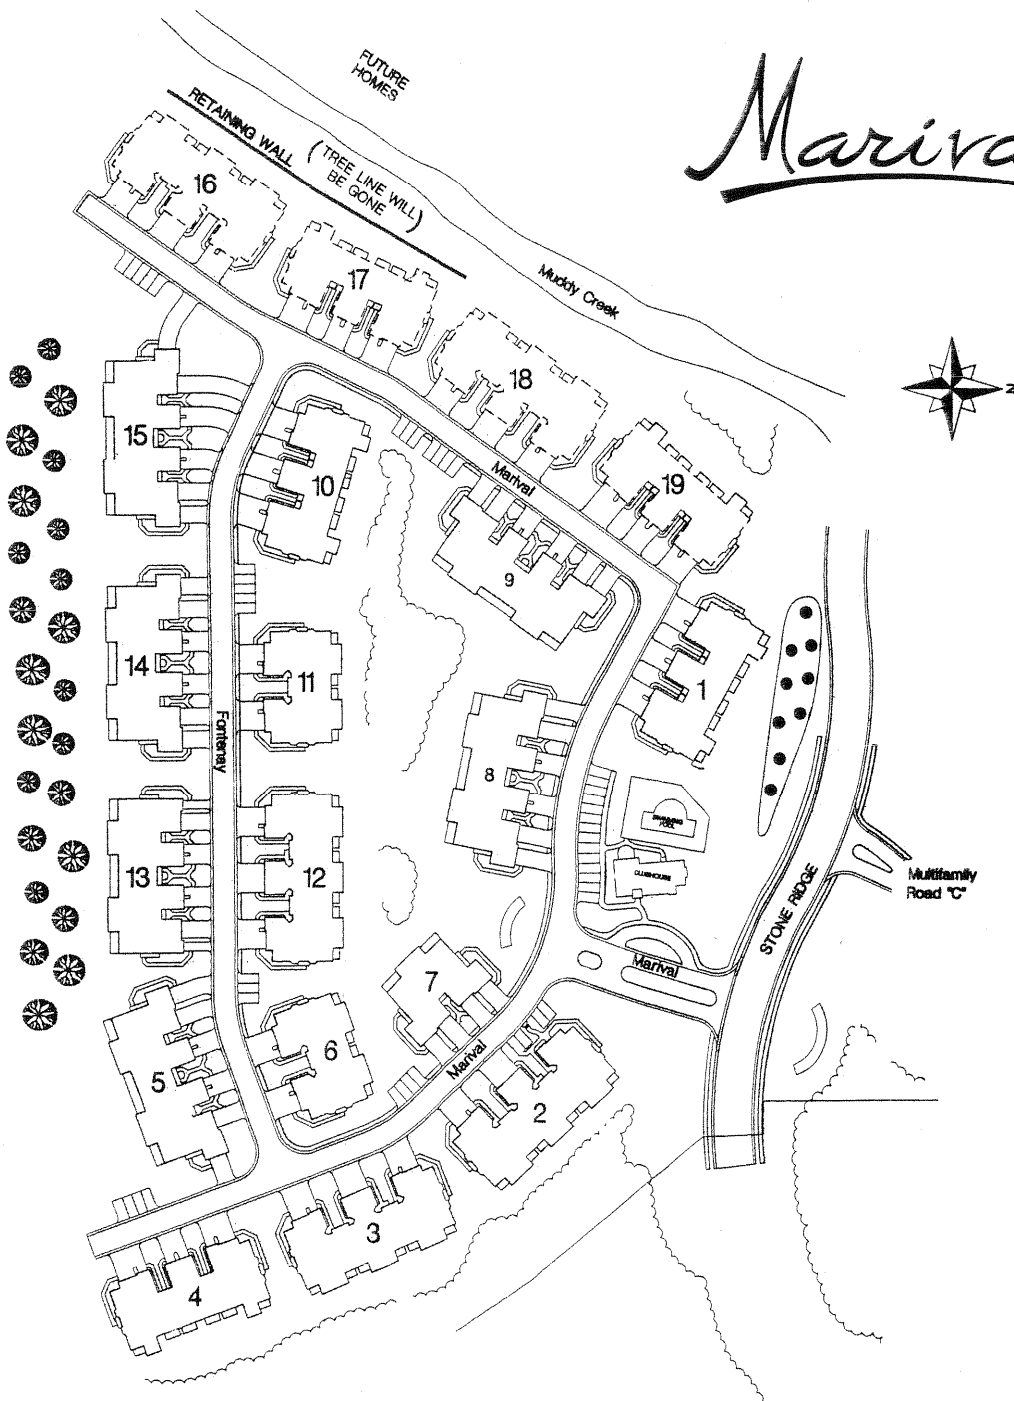 Mariva
FUTURE
HOMES
RETAINING WALL
(TREE LINE WILL
BE GONE)
16
17
Muddy Creek
18
N
15
10
Marival
19
9
14
11
1
Fontenay
8
SWIMMING
POOL
13
12
CLUBHOUSE
STONE RIDGE
Multifamily
Road "C"
7
Marival
6
5
Marival
2
3
4